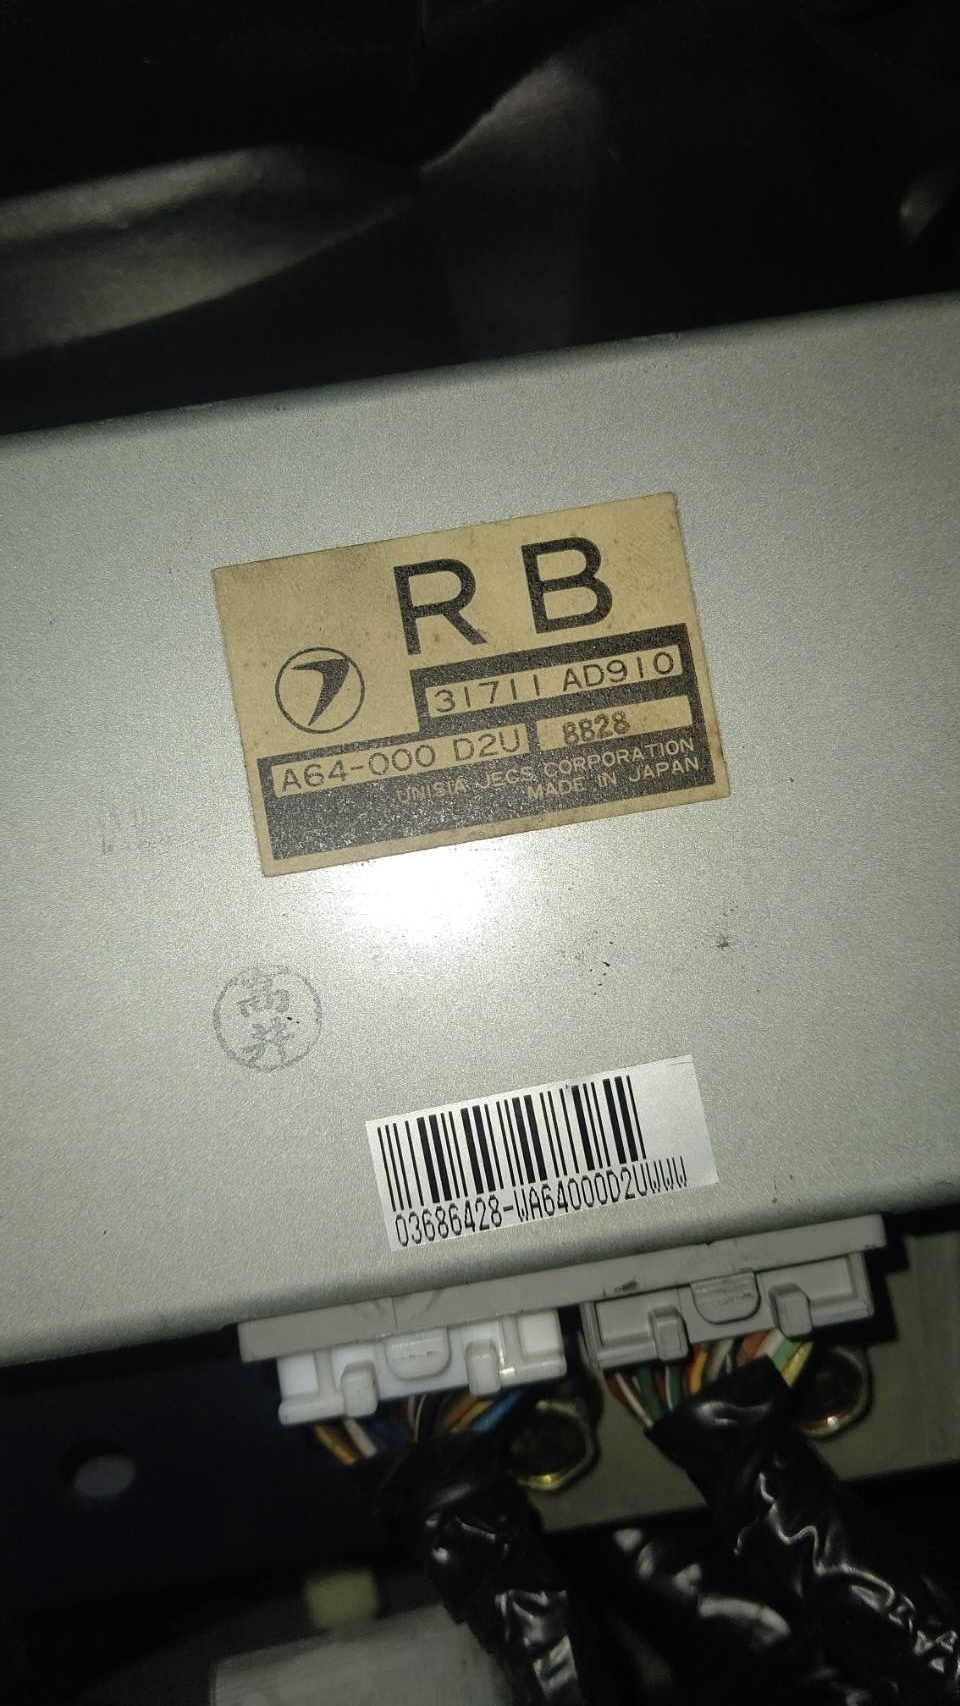 RB
31711 AD910
A64-000 D2U
8828
UNISIA JECS CORPORATION
MADE IN JAPAN
高井
03686428-WA64000D2UWWW